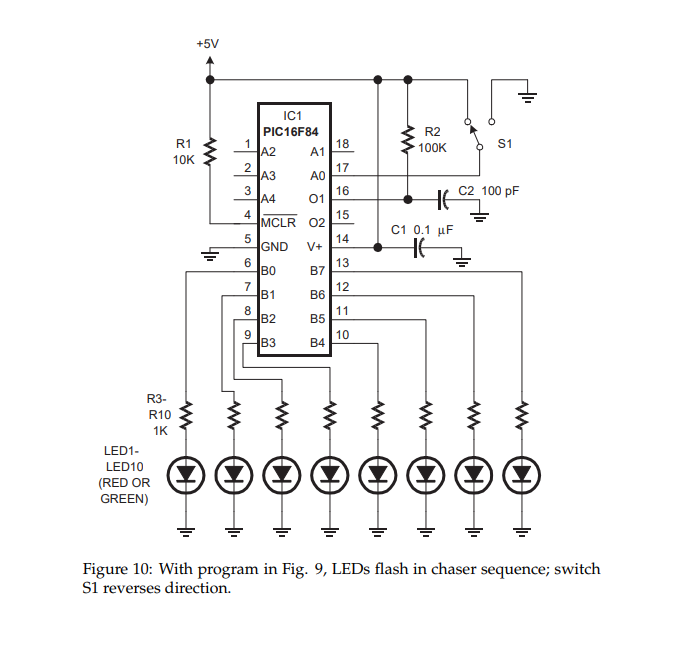 +5V
IC1
PIC16F84
R1
10K
R2
100K
S1
1
A2
A1
18
2
A3
A0
17
3
A4
O1
16
C2 100 pF
4
MCLR
O2
15
C1 0.1 μF
5
GND
V+
14
6
B0
B7
13
7
B1
B6
12
8
B2
B5
11
9
B3
B4
10
R3-
R10
1K
LED1-
LED10
(RED OR
GREEN)
Figure 10: With program in Fig. 9, LEDs flash in chaser sequence; switch
S1 reverses direction.